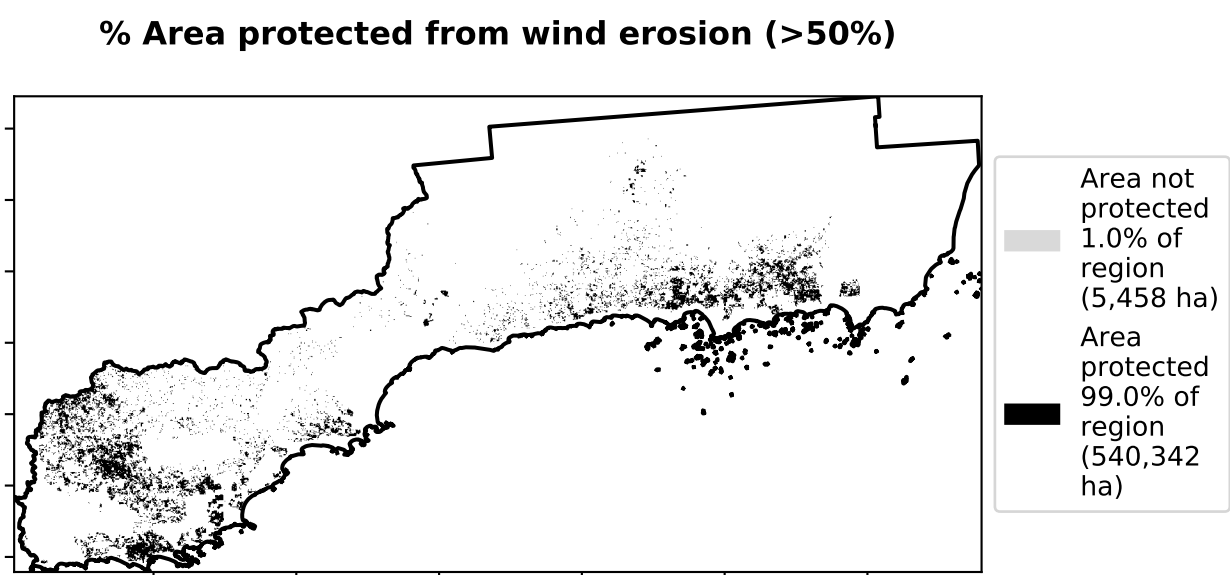 % Area protected from wind erosion (>50%)
Area not
protected
1.0% of
region
(5,458 ha)
Area
protected
99.0% of
region
(540,342
ha)